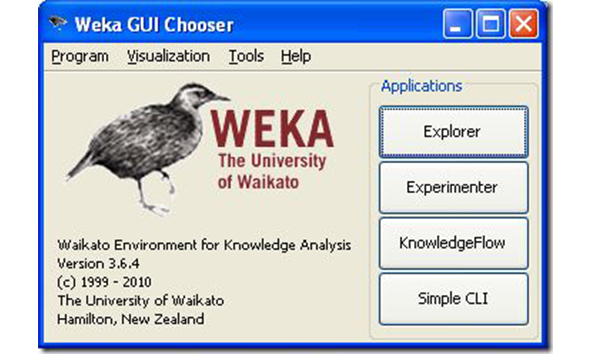 Weka GUI Chooser
Program Visualization Tools Help
WEKA
The University
of Waikato
Waikato Environment for Knowledge Analysis
Version 3.6.4
(c) 1999 - 2010
The University of Waikato
Hamilton, New Zealand
Applications
Explorer
Experimenter
KnowledgeFlow
Simple CLI